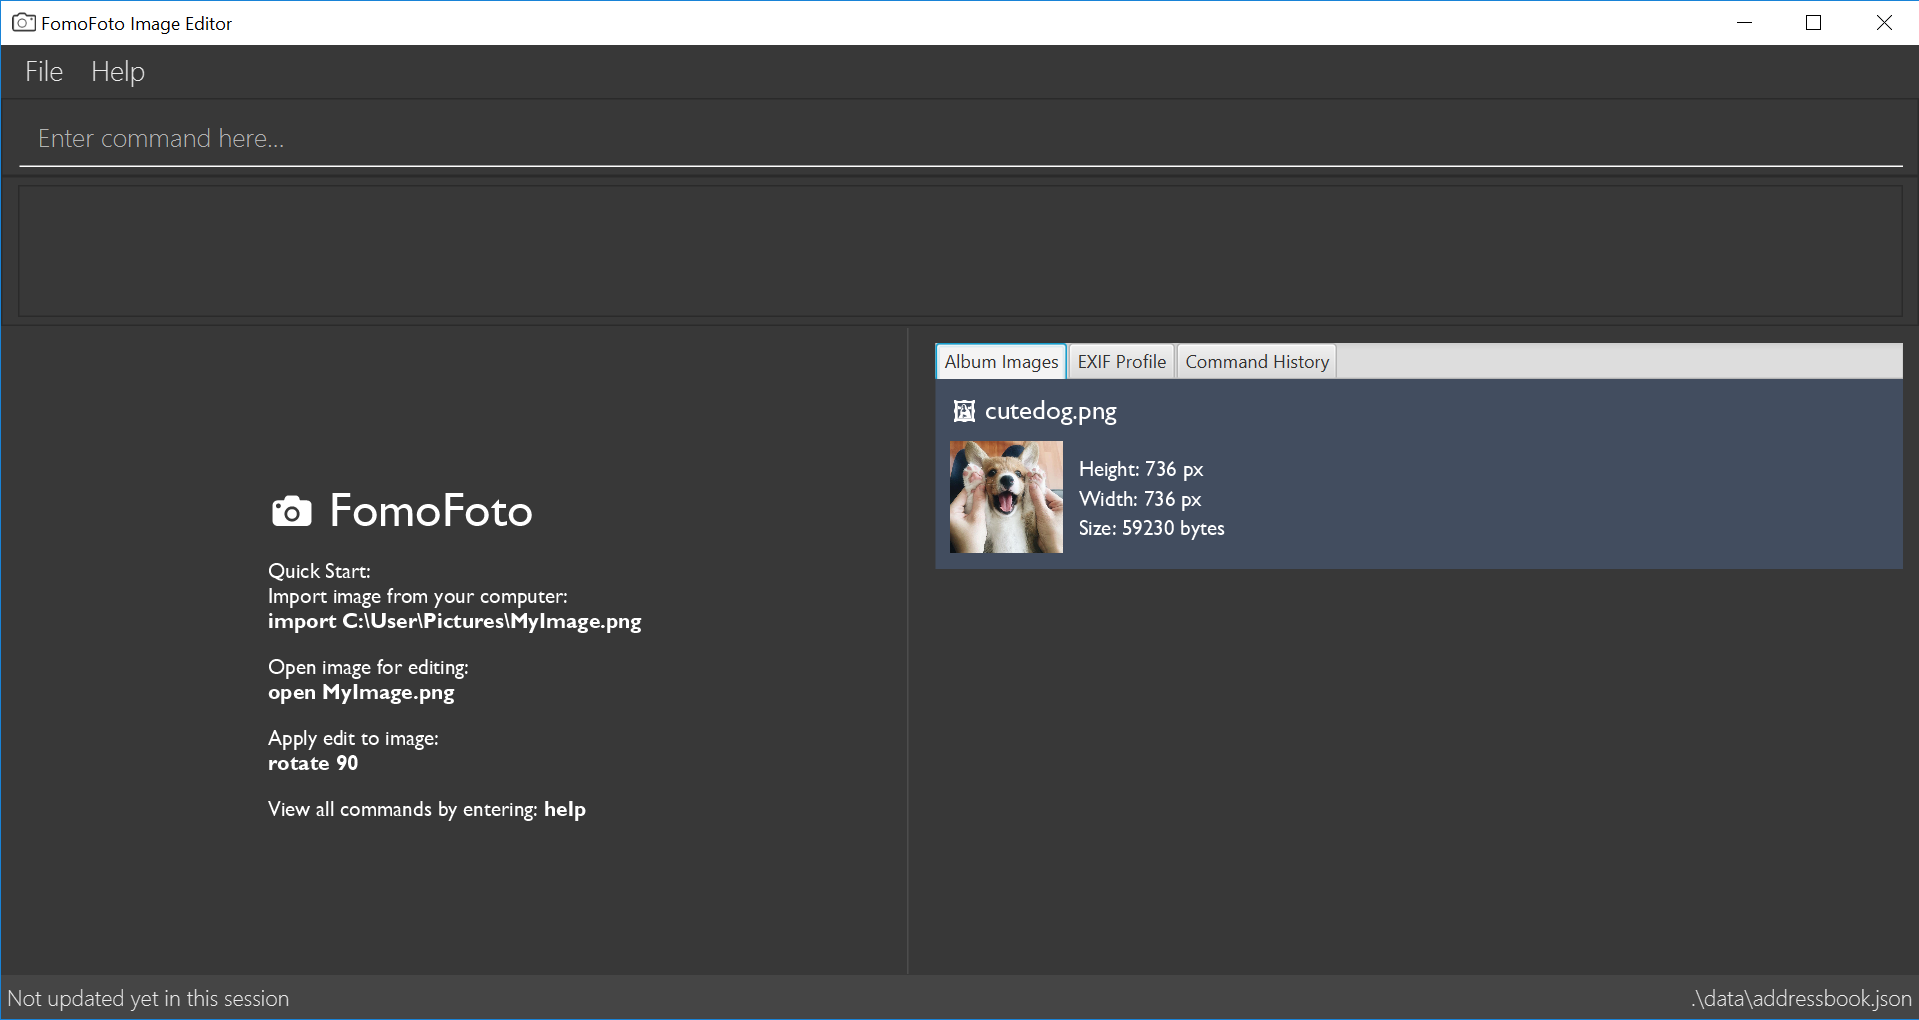 FomoFoto Image Editor
File Help
Enter command here...
Album Images EXIF Profile Command History
cutedog.png
Height: 736 px
Width: 736 px
Size: 59230 bytes
FomoFoto
Quick Start:
Import image from your computer:
import C:\User\Pictures\MyImage.png
Open image for editing:
open MyImage.png
Apply edit to image:
rotate 90
View all commands by entering: help
Not updated yet in this session
.\data\addressbook.json